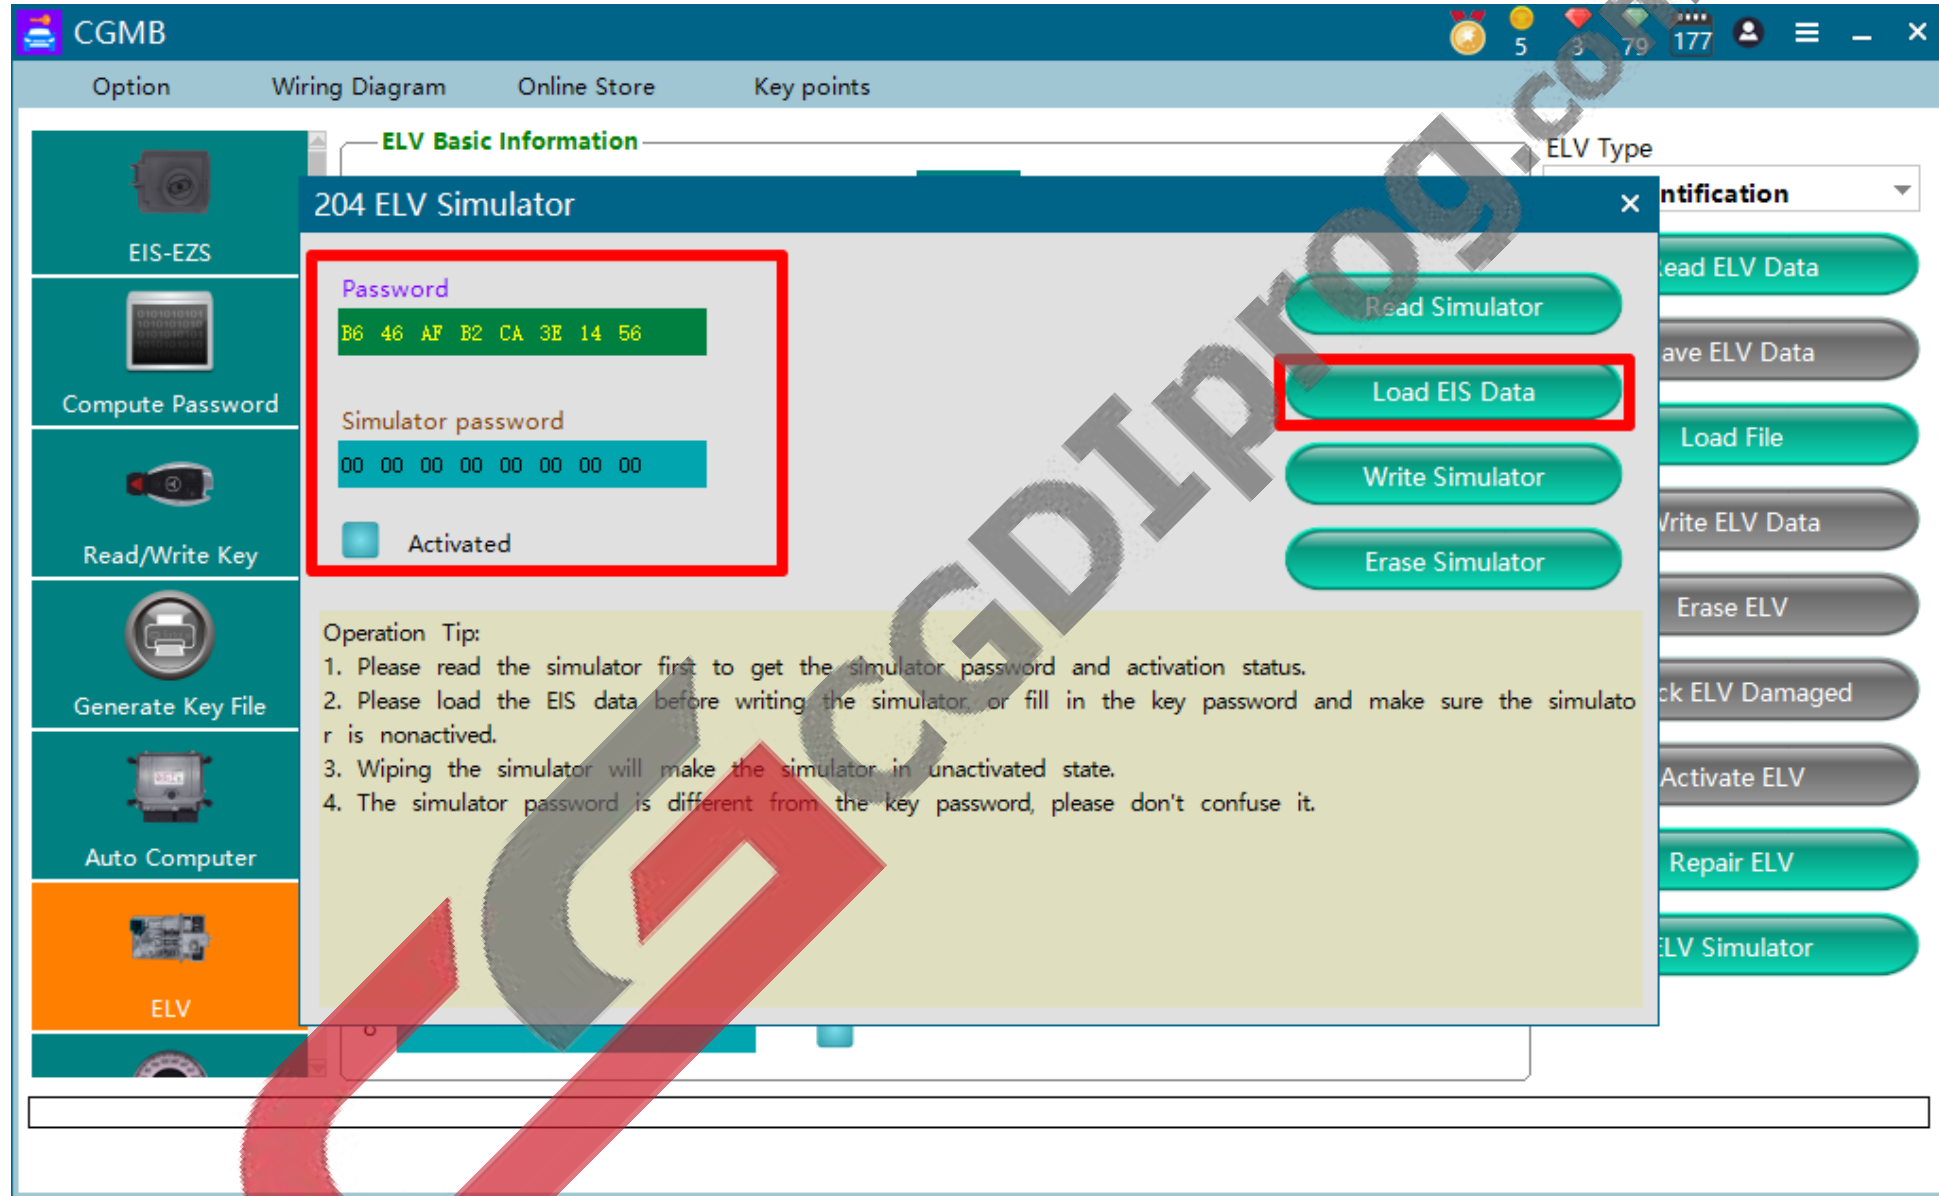 CGMB
5 3 79 177
Option Wiring Diagram Online Store Key points
EIS-EZS
Compute Password
Read/Write Key
Generate Key File
Auto Computer
ELV
ELV Basic Information
ELV Type
ntification
ead ELV Data
ave ELV Data
Load File
rite ELV Data
Erase ELV
ck ELV Damaged
Activate ELV
Repair ELV
ELV Simulator
204 ELV Simulator
Password
B6 46 AF B2 CA 3E 14 56
Simulator password
00 00 00 00 00 00 00 00
Activated
Read Simulator
Load EIS Data
Write Simulator
Erase Simulator
Operation Tip:
1. Please read the simulator first to get the simulator password and activation status.
2. Please load the EIS data before writing the simulator, or fill in the key password and make sure the simulato
r is nonactived.
3. Wiping the simulator will make the simulator in unactivated state.
4. The simulator password is different from the key password, please don't confuse it.
CGDIprog.com